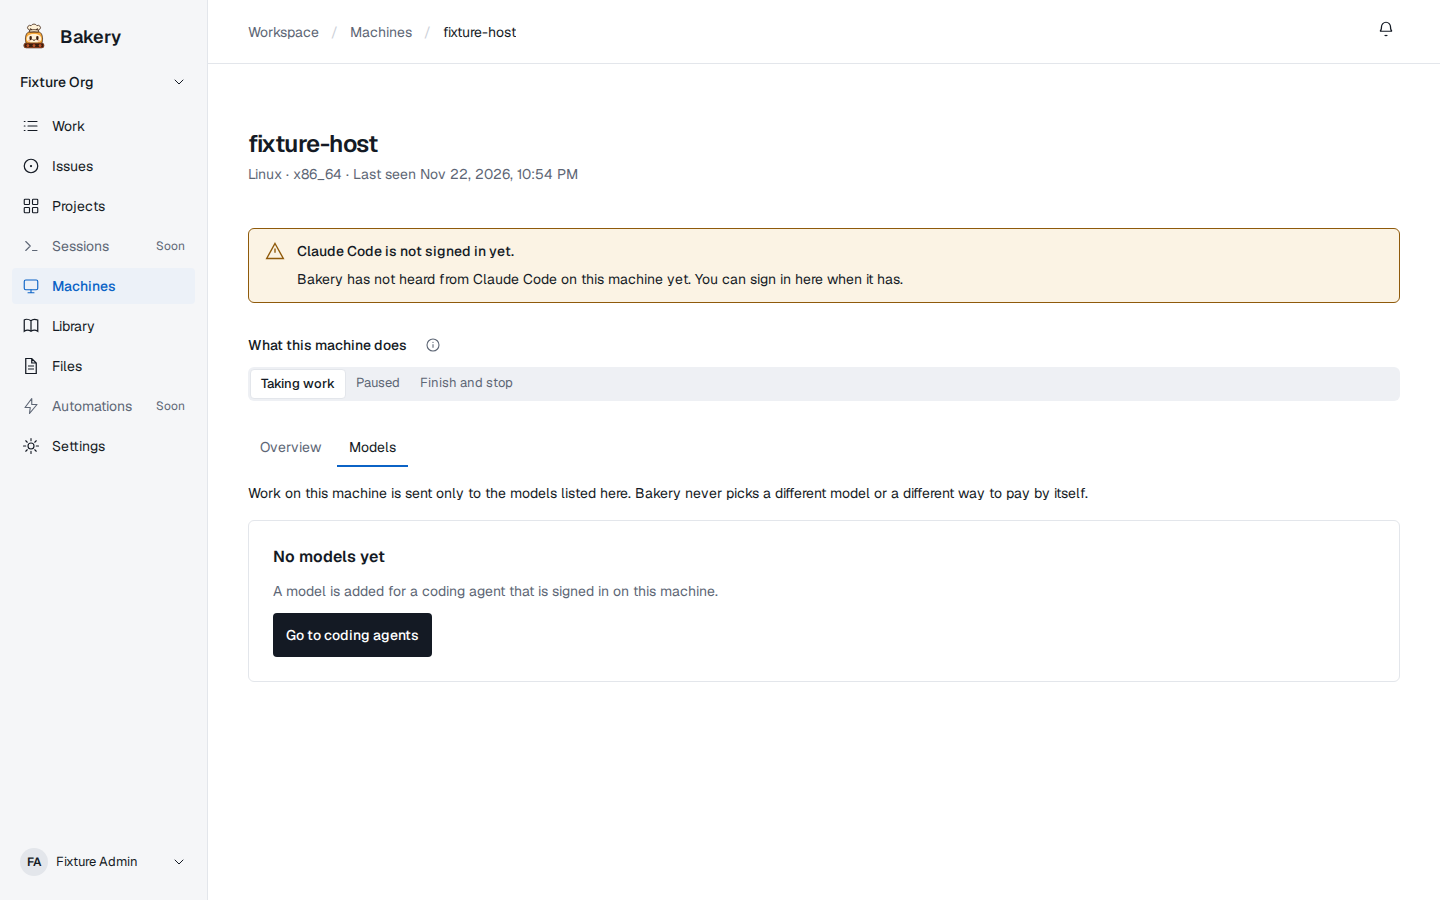 Bakery
Fixture Org
Work
Issues
Projects
Sessions Soon
Machines
Library
Files
Automations Soon
Settings
FA Fixture Admin
Workspace / Machines / fixture-host
fixture-host
Linux · x86_64 · Last seen Nov 22, 2026, 10:54 PM
Claude Code is not signed in yet.
Bakery has not heard from Claude Code on this machine yet. You can sign in here when it has.
What this machine does
Taking work Paused Finish and stop
Overview Models
Work on this machine is sent only to the models listed here. Bakery never picks a different model or a different way to pay by itself.
No models yet
A model is added for a coding agent that is signed in on this machine.
Go to coding agents